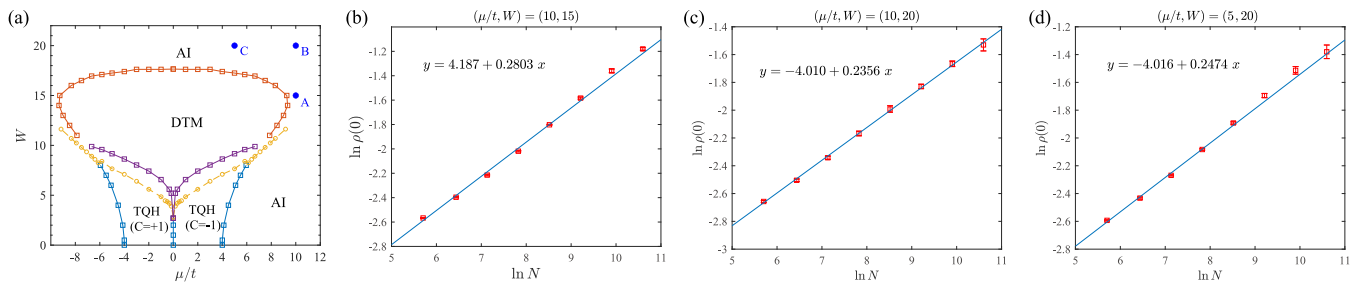 (a)
20
15
10
5
0
W
AI
C
B
A
DTM
AI
TQH
(C=+1)
TQH
(C=-1)
-8 -6 -4 -2 0 2 4 6 8 10 12
μ/t
(b)
(μ/t, W) = (10, 15)
y = 4.187 + 0.2803 x
-1.2
-1.4
-1.6
-1.8
-2
-2.2
-2.4
-2.6
-2.8
ln ρ(0)
5 6 7 8 9 10 11
ln N
(c)
(μ/t, W) = (10, 20)
y = −4.010 + 0.2356 x
-1.4
-1.6
-1.8
-2
-2.2
-2.4
-2.6
-2.8
-3
ln ρ(0)
5 6 7 8 9 10 11
ln N
(d)
(μ/t, W) = (5, 20)
y = −4.016 + 0.2474 x
-1.2
-1.4
-1.6
-1.8
-2
-2.2
-2.4
-2.6
-2.8
ln ρ(0)
5 6 7 8 9 10 11
ln N